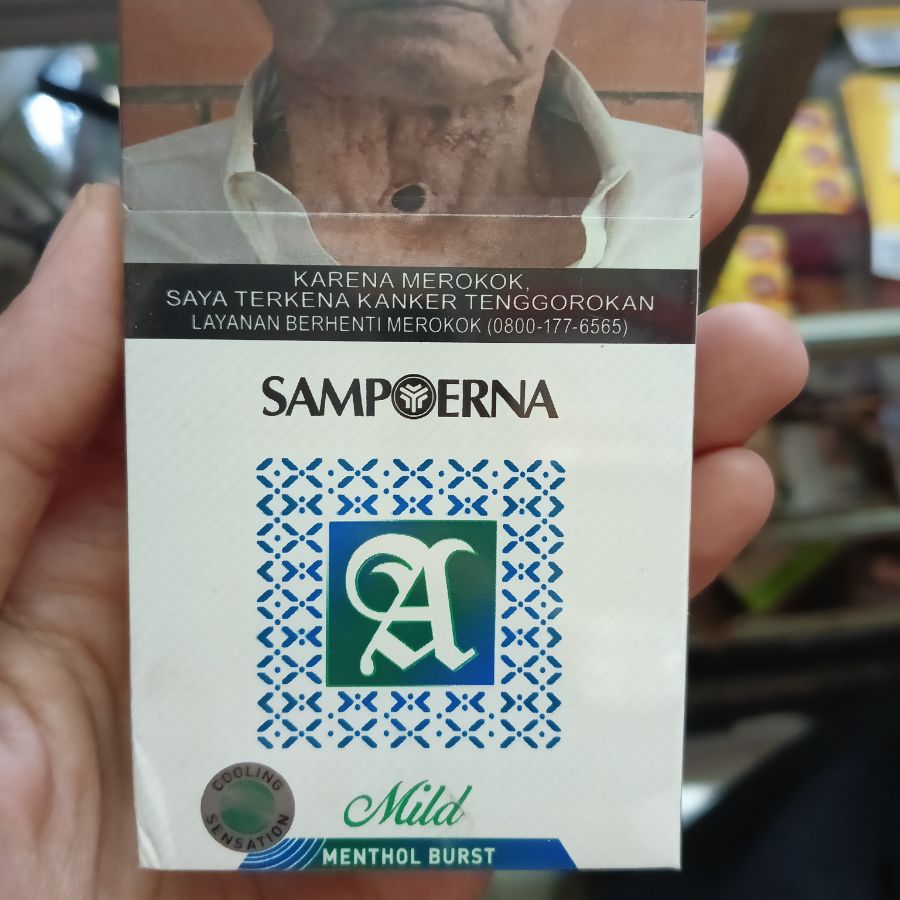 KARENA MEROKOK,
SAYA TERKENA KANKER TENGGOROKAN
LAYANAN BERHENTI MEROKOK (0800-177-6565)
SAMPOERNA
A
Mild
COOLING
SENSATION
MENTHOL BURST